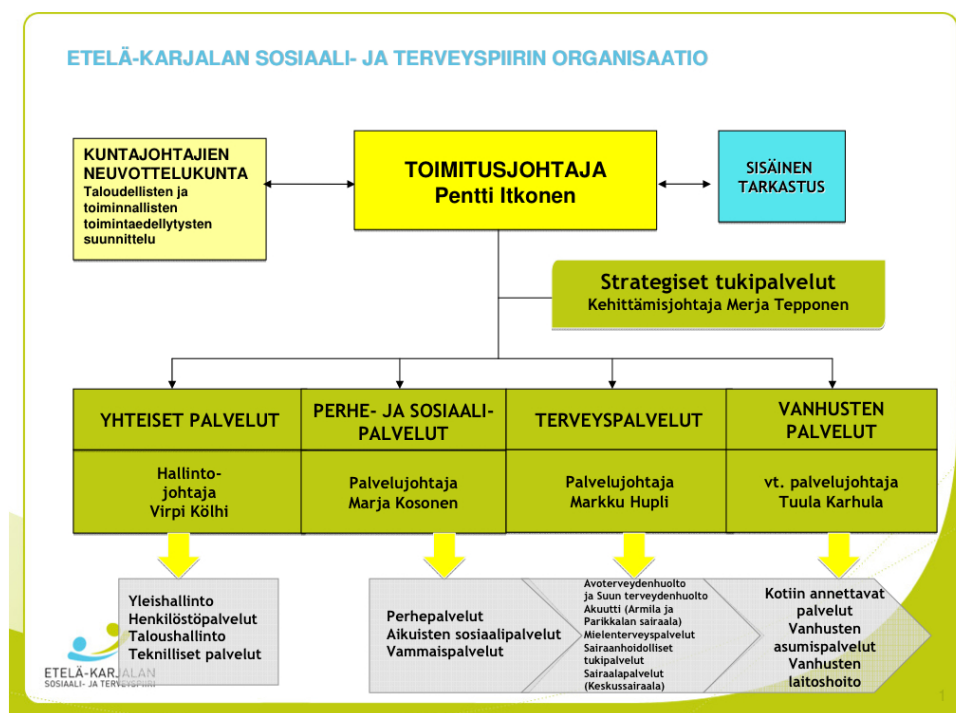 ETELÄ-KARJALAN SOSIAALI- JA TERVEYSPIIRIN ORGANISAATIO
KUNTAJOHTAJIEN
NEUVOTTELUKUNTA
Taloudellisten ja
toiminnallisten
toimintaedellytysten
suunnittelu
TOIMITUSJOHTAJA
Pentti Itkonen
SISÄINEN
TARKASTUS
Strategiset tukipalvelut
Kehittämisjohtaja Merja Tepponen
YHTEISET PALVELUT
Hallinto-
johtaja
Virpi Kölhi
PERHE- JA SOSIAALI-
PALVELUT
Palvelujohtaja
Marja Kosonen
TERVEYSPALVELUT
Palvelujohtaja
Markku Hupli
VANHUSTEN
PALVELUT
vt. palvelujohtaja
Tuula Karhula
Yleishallinto
Henkilöstöpalvelut
Taloushallinto
Teknilliset palvelut
Perhepalvelut
Aikuisten sosiaalipalvelut
Vammaispalvelut
Avoterveydenhuolto
ja Suun terveydenhuolto
Akuutti (Armila ja
Parikkalan sairaala)
Mielenterveyspalvelut
Sairaanhoidolliset
tukipalvelut
Sairaalapalvelut
(Keskussairaala)
Kotiin annettavat
palvelut
Vanhusten
asumispalvelut
Vanhusten
laitoshoito
ETELÄ-KARJALAN
SOSIAALI- JA TERVEYSPIIRI
1